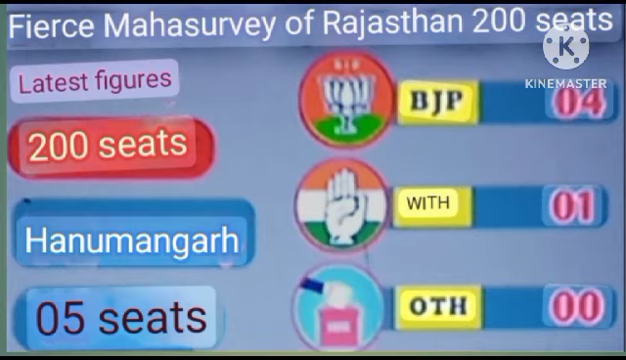 Fierce Mahasurvey of Rajasthan 200 seats
KINEMASTER
Latest figures
BJP 04
200 seats
WITH 01
Hanumangarh
OTH 00
05 seats